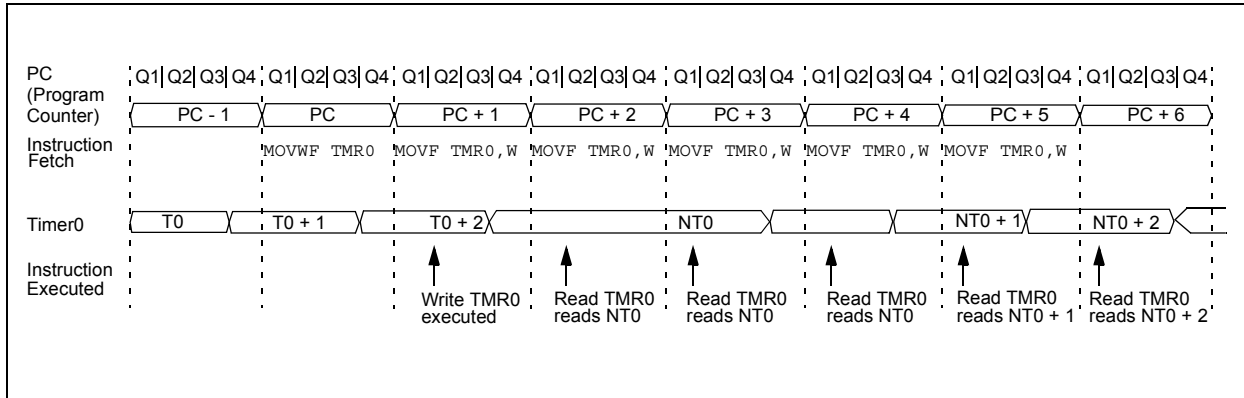 PC (Program Counter)
Q1 Q2 Q3 Q4 Q1 Q2 Q3 Q4 Q1 Q2 Q3 Q4 Q1 Q2 Q3 Q4 Q1 Q2 Q3 Q4 Q1 Q2 Q3 Q4 Q1 Q2 Q3 Q4 Q1 Q2 Q3 Q4
PC - 1 PC PC + 1 PC + 2 PC + 3 PC + 4 PC + 5 PC + 6
Instruction Fetch
MOVWF TMR0 MOVF TMR0,W MOVF TMR0,W MOVF TMR0,W MOVF TMR0,W MOVF TMR0,W
Timer0
T0 T0 + 1 T0 + 2 NT0 NT0 + 1 NT0 + 2
Instruction Executed
Write TMR0 executed
Read TMR0 reads NT0
Read TMR0 reads NT0
Read TMR0 reads NT0
Read TMR0 reads NT0 + 1
Read TMR0 reads NT0 + 2